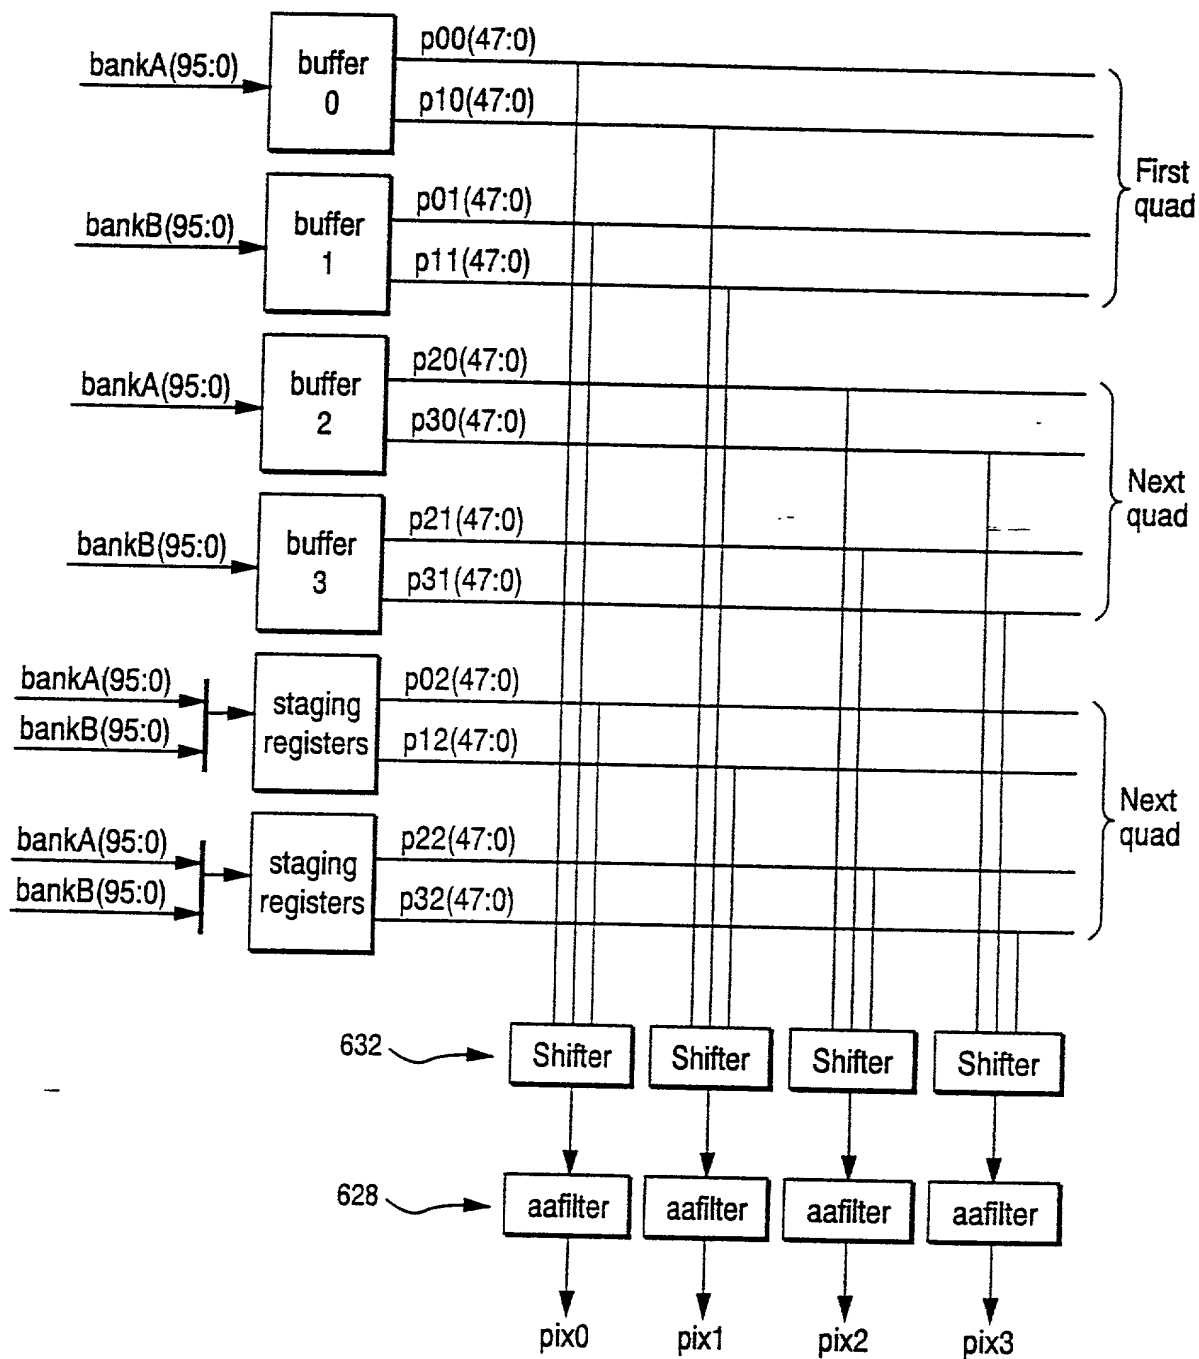 bankA(95:0)
buffer
0
p00(47:0)
p10(47:0)
bankB(95:0)
buffer
1
p01(47:0)
p11(47:0)
First
quad
bankA(95:0)
buffer
2
p20(47:0)
p30(47:0)
bankB(95:0)
buffer
3
p21(47:0)
p31(47:0)
Next
quad
bankA(95:0)
bankB(95:0)
staging
registers
p02(47:0)
p12(47:0)
bankA(95:0)
bankB(95:0)
staging
registers
p22(47:0)
p32(47:0)
Next
quad
632
Shifter
Shifter
Shifter
Shifter
628
aafilter
aafilter
aafilter
aafilter
pix0
pix1
pix2
pix3